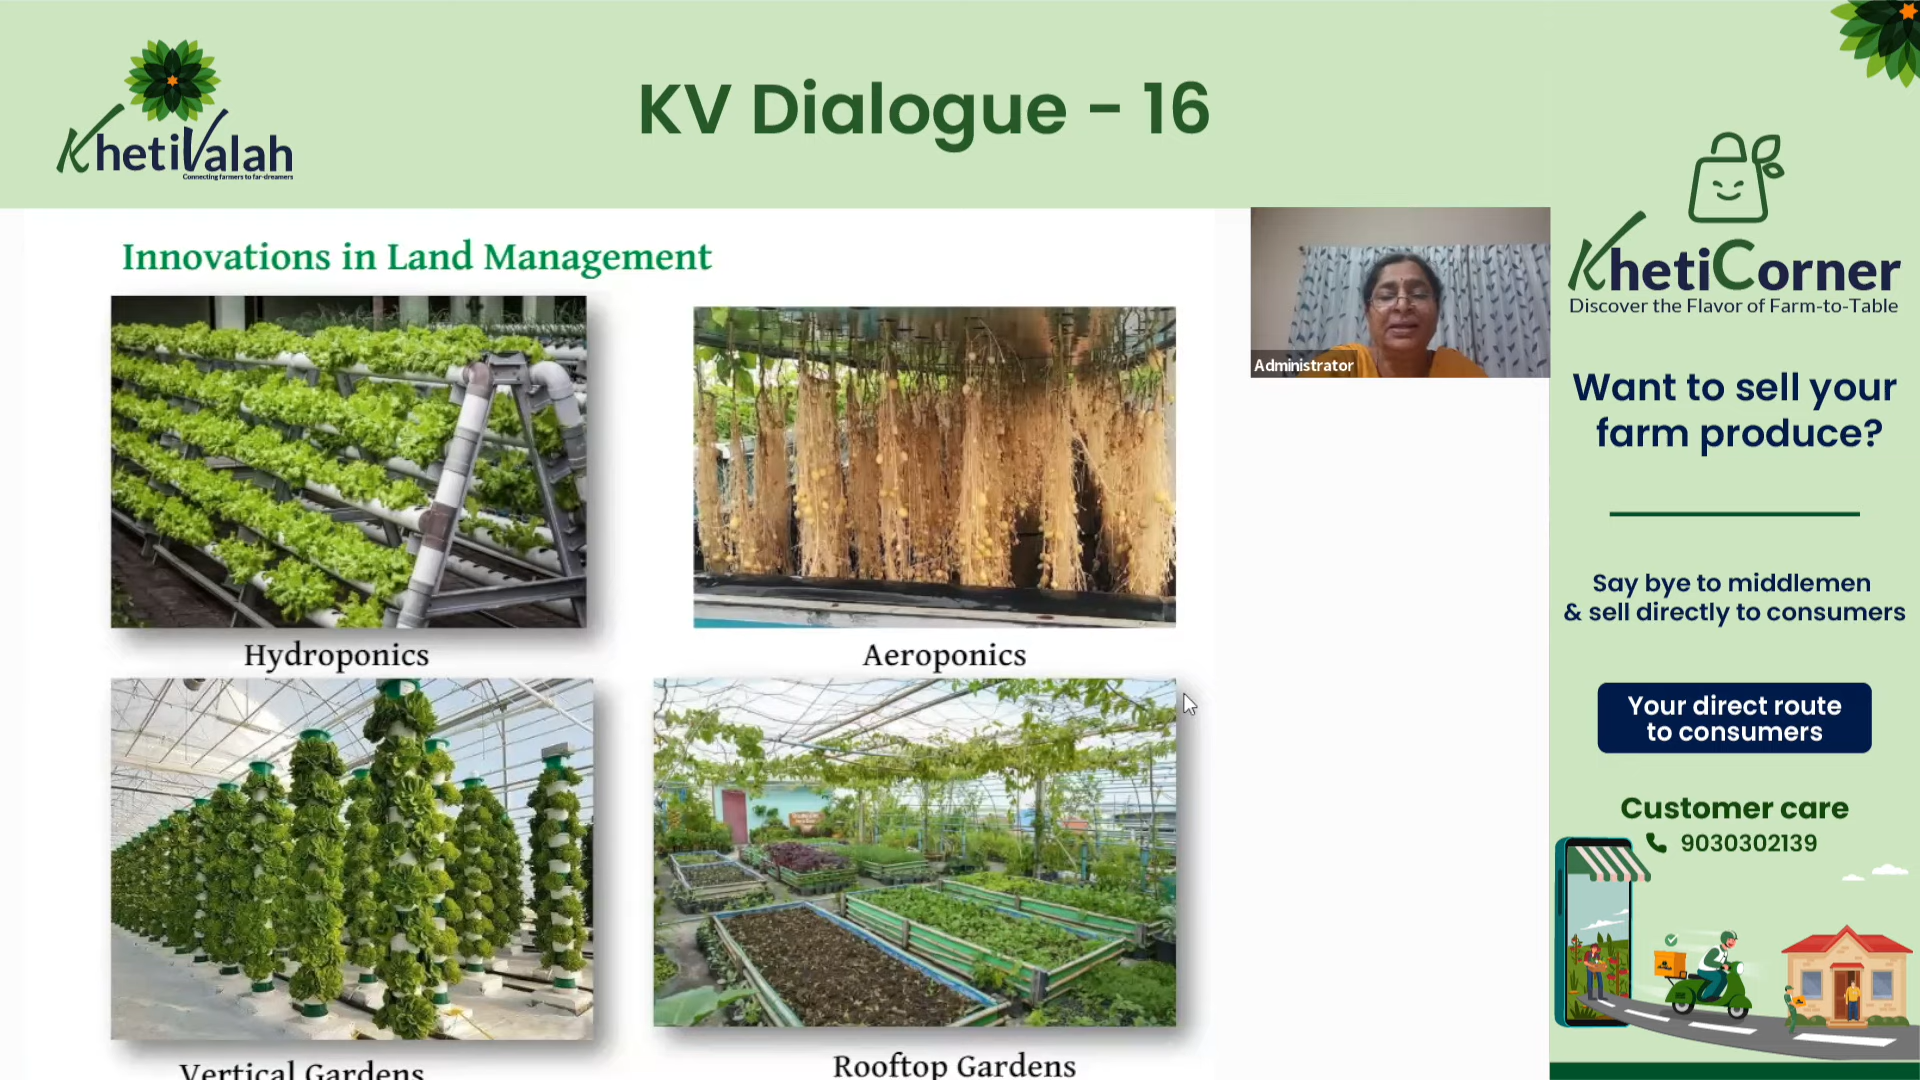 KhetiValah
Connecting farmers to far-dreamers
KV Dialogue - 16
Innovations in Land Management
Hydroponics
Aeroponics
Vertical Gardens
Rooftop Gardens
Administrator
KhetiCorner
Discover the Flavor of Farm-to-Table
Want to sell your
farm produce?
Say bye to middlemen
& sell directly to consumers
Your direct route
to consumers
Customer care
9030302139